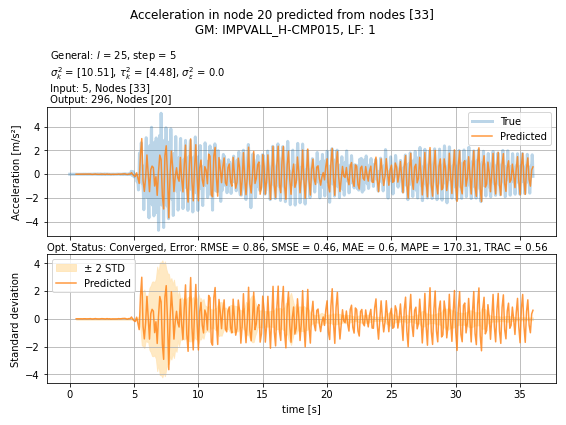 Acceleration in node 20 predicted from nodes [33]
GM: IMPVALL_H-CMP015, LF: 1
General: l = 25, step = 5
σ²ₖ = [10.51], τ²ₖ = [4.48], σ²ε = 0.0
Input: 5, Nodes [33]
Output: 296, Nodes [20]
Acceleration [m/s²]
4
2
0
−2
−4
True
Predicted
Opt. Status: Converged, Error: RMSE = 0.86, SMSE = 0.46, MAE = 0.6, MAPE = 170.31, TRAC = 0.56
Standard deviation
4
2
0
−2
−4
± 2 STD
Predicted
0 5 10 15 20 25 30 35
time [s]